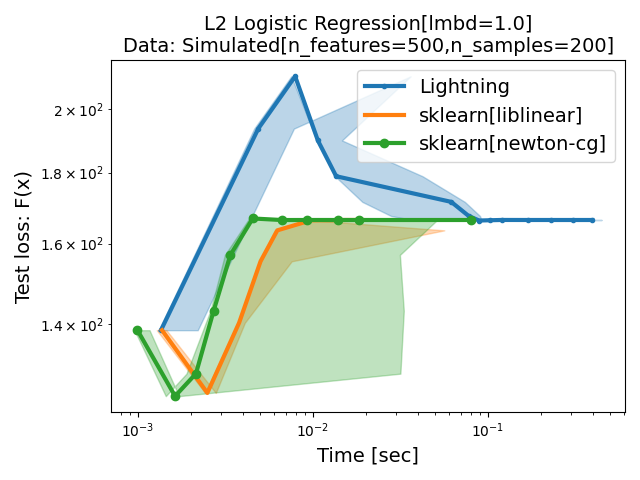 L2 Logistic Regression[lmbd=1.0]
Data: Simulated[n_features=500,n_samples=200]
Lightning
sklearn[liblinear]
sklearn[newton-cg]
Test loss: F(x)
2 × 10²
1.8 × 10²
1.6 × 10²
1.4 × 10²
10⁻³
10⁻²
10⁻¹
Time [sec]